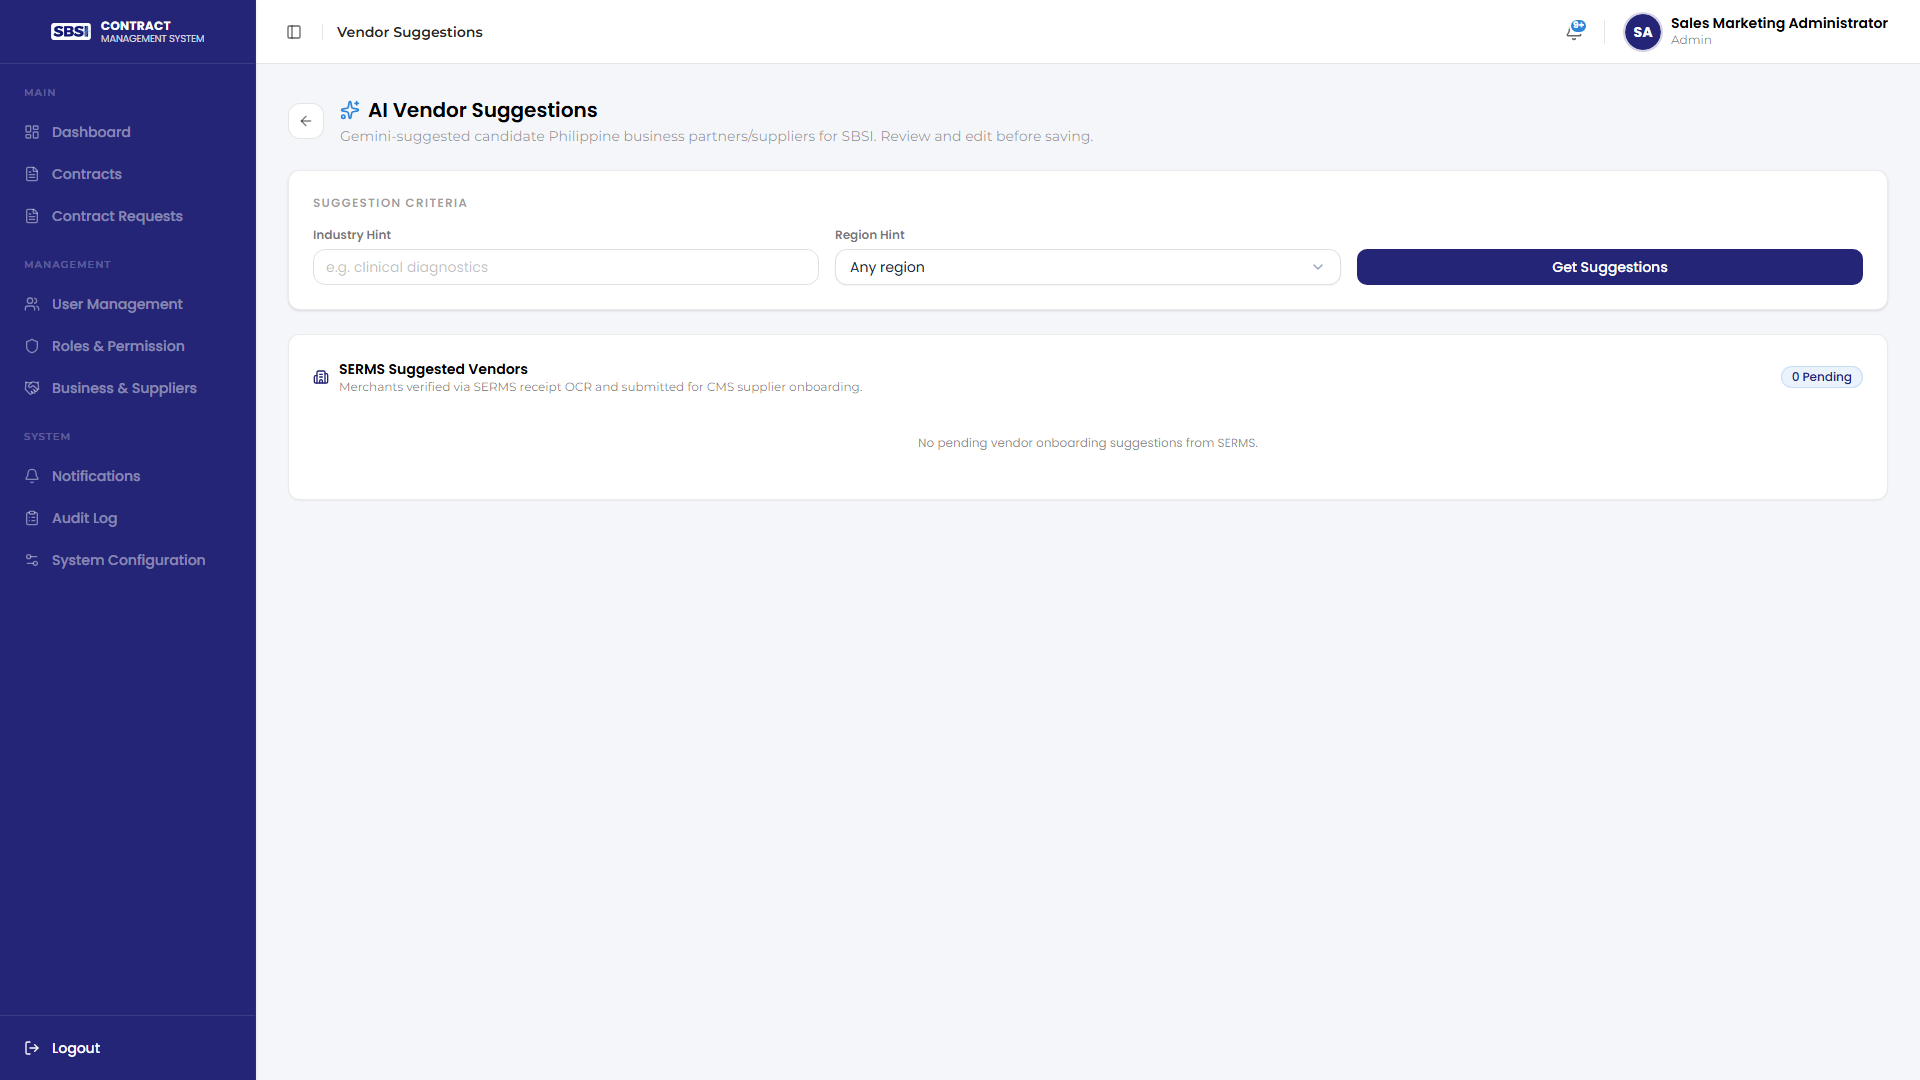 SBSI CONTRACT
MANAGEMENT SYSTEM
MAIN
Dashboard
Contracts
Contract Requests
MANAGEMENT
User Management
Roles & Permission
Business & Suppliers
SYSTEM
Notifications
Audit Log
System Configuration
Logout
Vendor Suggestions
9+
SA
Sales Marketing Administrator
Admin
AI Vendor Suggestions
Gemini-suggested candidate Philippine business partners/suppliers for SBSI. Review and edit before saving.
SUGGESTION CRITERIA
Industry Hint
e.g. clinical diagnostics
Region Hint
Any region
Get Suggestions
SERMS Suggested Vendors
Merchants verified via SERMS receipt OCR and submitted for CMS supplier onboarding.
0 Pending
No pending vendor onboarding suggestions from SERMS.